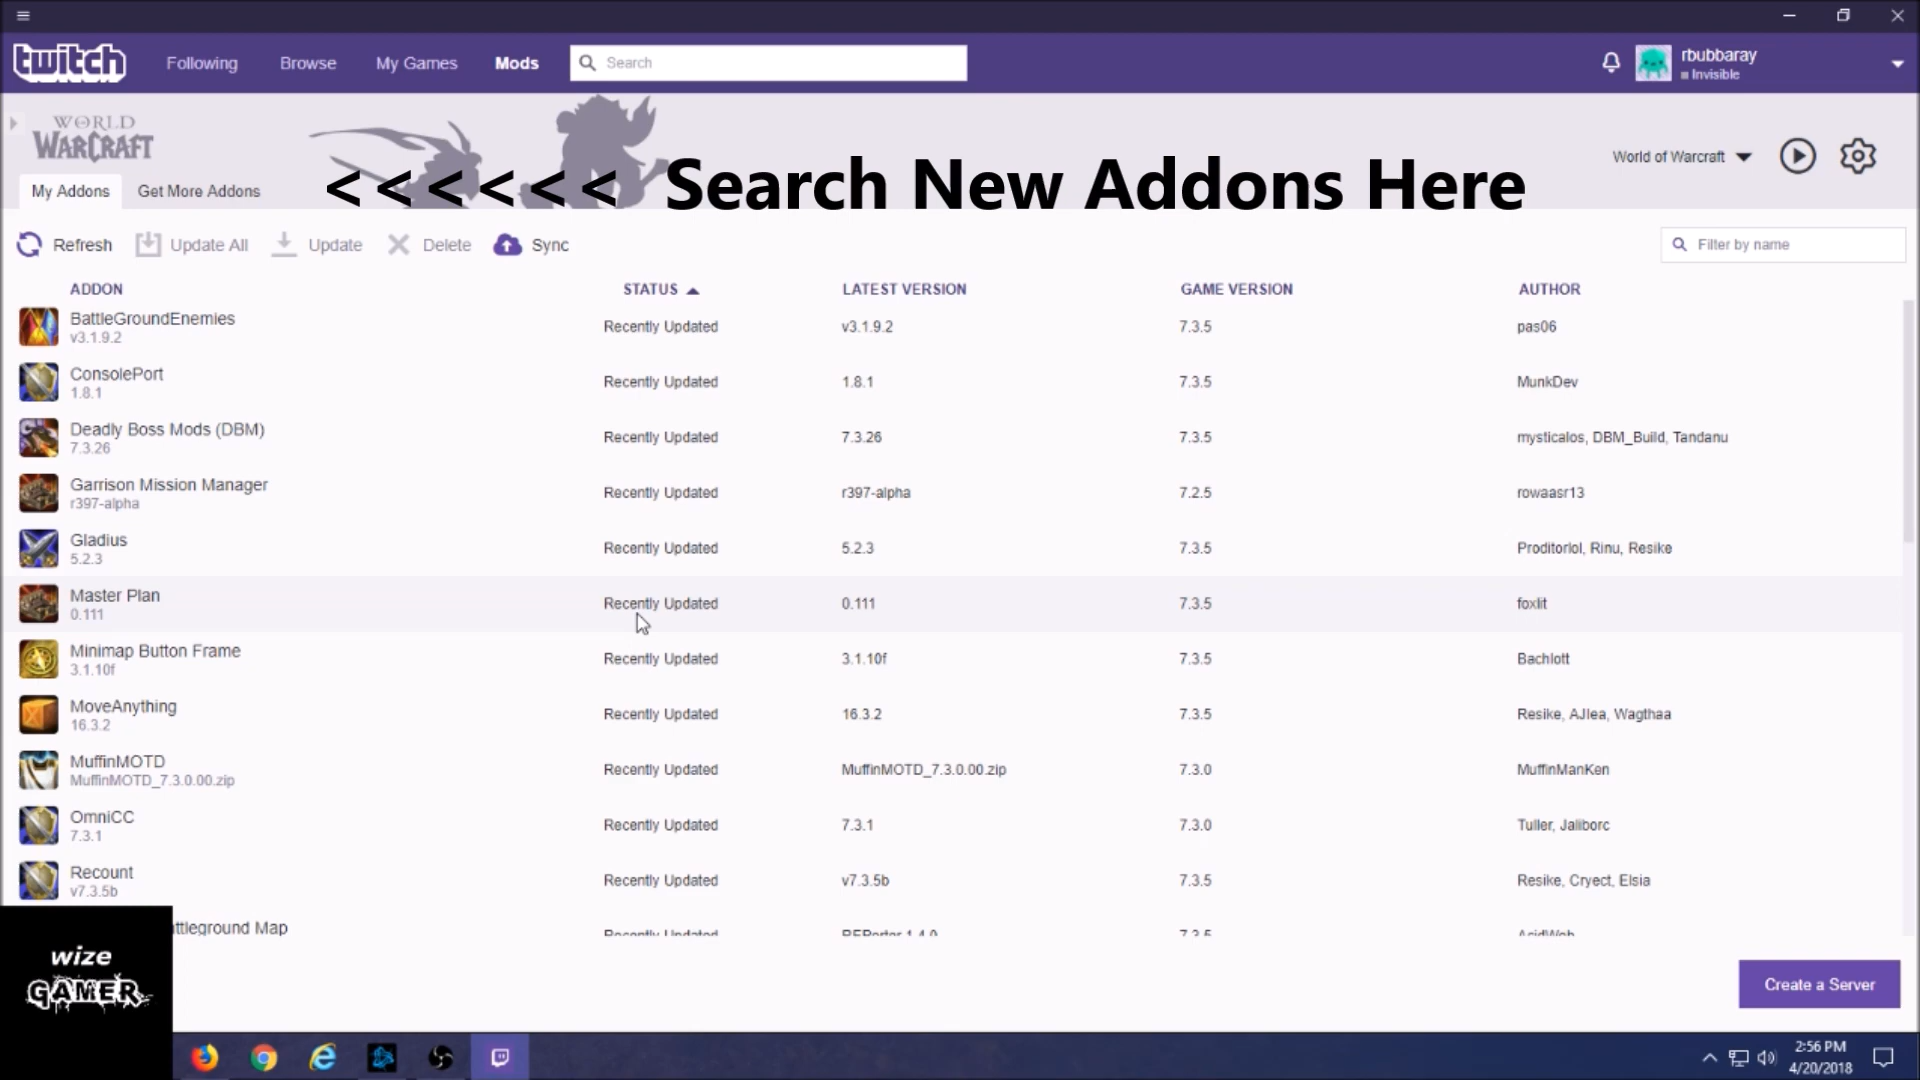 twitch Following Browse My Games Mods Search rbubbaray
Invisible
WORLD
WARCRAFT
World of Warcraft
My Addons Get More Addons <<<<<< Search New Addons Here
Refresh Update All Update Delete Sync Filter by name
ADDON STATUS LATEST VERSION GAME VERSION AUTHOR
BattleGroundEnemies Recently Updated v3.1.9.2 7.3.5 pas06
v3.1.9.2
ConsolePort Recently Updated 1.8.1 7.3.5 MunkDev
1.8.1
Deadly Boss Mods (DBM) Recently Updated 7.3.26 7.3.5 mysticalos, DBM_Build, Tandanu
7.3.26
Garrison Mission Manager Recently Updated r397-alpha 7.2.5 rowaasr13
r397-alpha
Gladius Recently Updated 5.2.3 7.3.5 Proditorlol, Rinu, Resike
5.2.3
Master Plan Recently Updated 0.111 7.3.5 foxlit
0.111
Minimap Button Frame Recently Updated 3.1.10f 7.3.5 Bachlott
3.1.10f
MoveAnything Recently Updated 16.3.2 7.3.5 Resike, AJlea, Wagthaa
16.3.2
MuffinMOTD Recently Updated MuffinMOTD_7.3.0.00.zip 7.3.0 MuffinManKen
MuffinMOTD_7.3.0.00.zip
OmniCC Recently Updated 7.3.1 7.3.0 Tuller, Jaliborc
7.3.1
Recount Recently Updated v7.3.5b 7.3.5 Resike, Cryect, Elsia
v7.3.5b
ttleground Map Recently Updated REPorter 1.4.0 7.3.5 AcidWeb
wize
GAMER
Create a Server
2:56 PM
4/20/2018